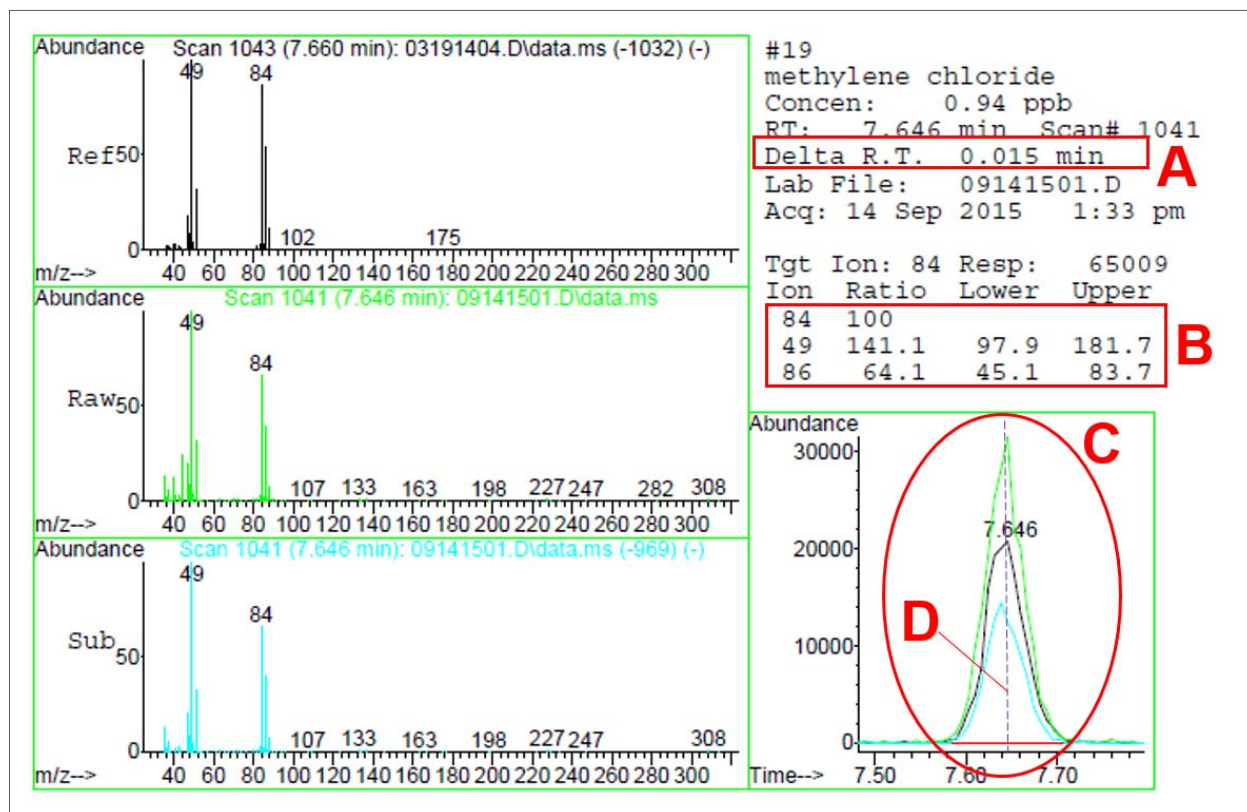 Abundance Scan 1043 (7.660 min): 03191404.D\data.ms (-1032) (-)
49 84
Ref 50
102 175
0
m/z--> 40 60 80 100 120 140 160 180 200 220 240 260 280 300
Abundance Scan 1041 (7.646 min): 09141501.D\data.ms
49
84
Raw 50
107 133 163 198 227 247 282 308
0
m/z--> 40 60 80 100 120 140 160 180 200 220 240 260 280 300
Abundance Scan 1041 (7.646 min): 09141501.D\data.ms (-969) (-)
49
84
Sub 50
107 133 163 198 227 247 308
0
m/z--> 40 60 80 100 120 140 160 180 200 220 240 260 280 300
#19
methylene chloride
Concen: 0.94 ppb
RT: 7.646 min Scan# 1041
Delta R.T. 0.015 min
A
Lab File: 09141501.D
Acq: 14 Sep 2015 1:33 pm
Tgt Ion: 84 Resp: 65009
Ion Ratio Lower Upper
84 100
49 141.1 97.9 181.7
86 64.1 45.1 83.7
B
Abundance
30000
C
7.646
20000
D
10000
0
Time--> 7.50 7.60 7.70